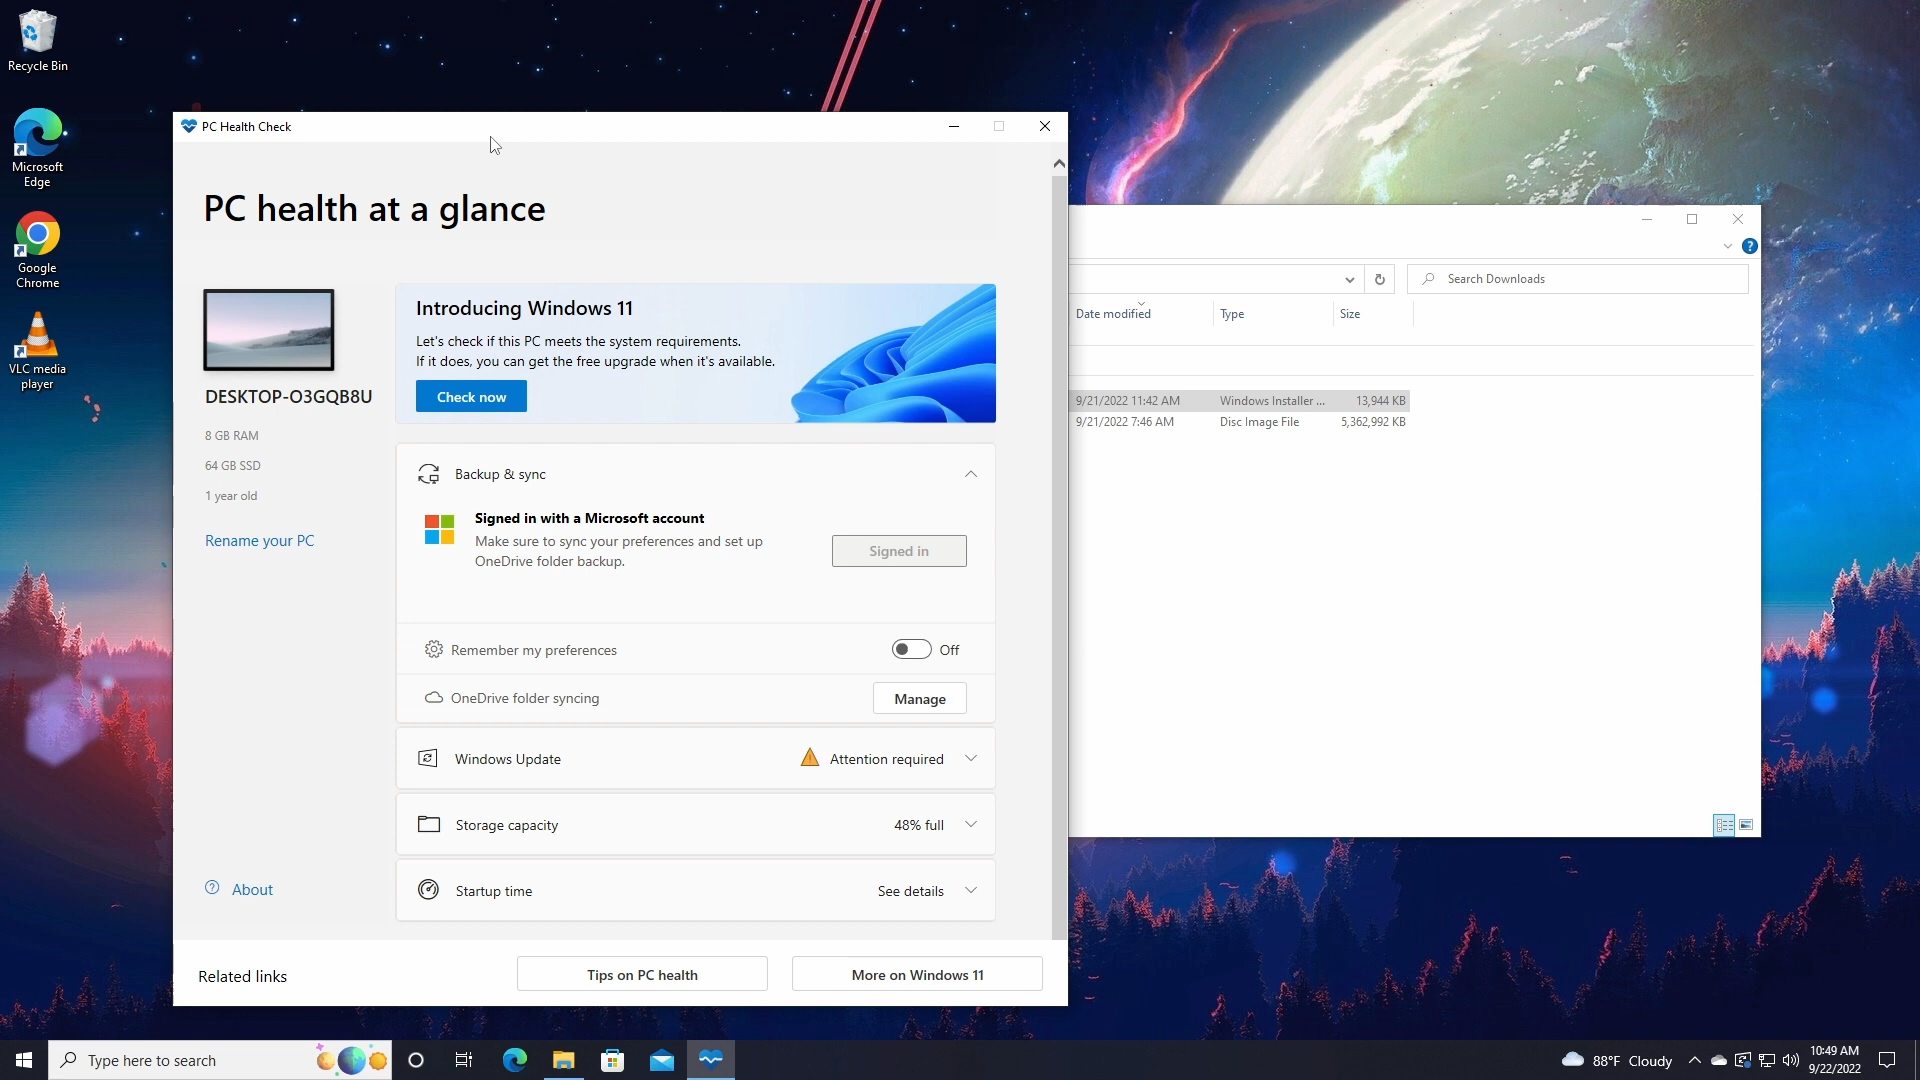 Recycle Bin
Microsoft
Edge
Google
Chrome
VLC media
player
PC Health Check
PC health at a glance
DESKTOP-O3GQB8U
8 GB RAM
64 GB SSD
1 year old
Rename your PC
About
Introducing Windows 11
Let's check if this PC meets the system requirements.
If it does, you can get the free upgrade when it's available.
Check now
Backup & sync
Signed in with a Microsoft account
Make sure to sync your preferences and set up
OneDrive folder backup.
Signed in
Remember my preferences
Off
OneDrive folder syncing
Manage
Windows Update
Attention required
Storage capacity
48% full
Startup time
See details
Related links
Tips on PC health
More on Windows 11
Search Downloads
Date modified Type Size
9/21/2022 11:42 AM Windows Installer ... 13,944 KB
9/21/2022 7:46 AM Disc Image File 5,362,992 KB
Type here to search
88°F Cloudy
10:49 AM
9/22/2022